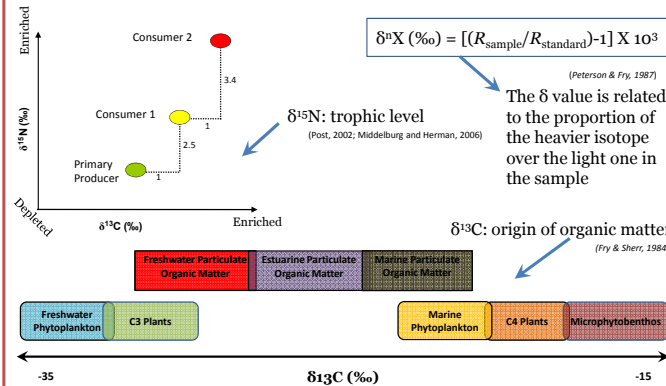 Enriched
Consumer 2
δⁿX (‰) = [(Rsample/Rstandard)-1] X 10³
(Peterson & Fry, 1987)
3.4
The δ value is related
to the proportion of
the heavier isotope
over the light one in
the sample
Consumer 1
1
δ¹⁵N: trophic level
(Post, 2002; Middelburg and Herman, 2006)
δ¹⁵N (‰)
2.5
Primary
Producer
1
Depleted
δ¹³C (‰)
Enriched
δ¹³C: origin of organic matter
(Fry & Sherr, 1984
Freshwater Particulate
Organic Matter
Estuarine Particulate
Organic Matter
Marine Particulate
Organic Matter
Freshwater
Phytoplankton
C3 Plants
Marine
Phytoplankton
C4 Plants
Microphytobenthos
-35
δ13C (‰)
-15